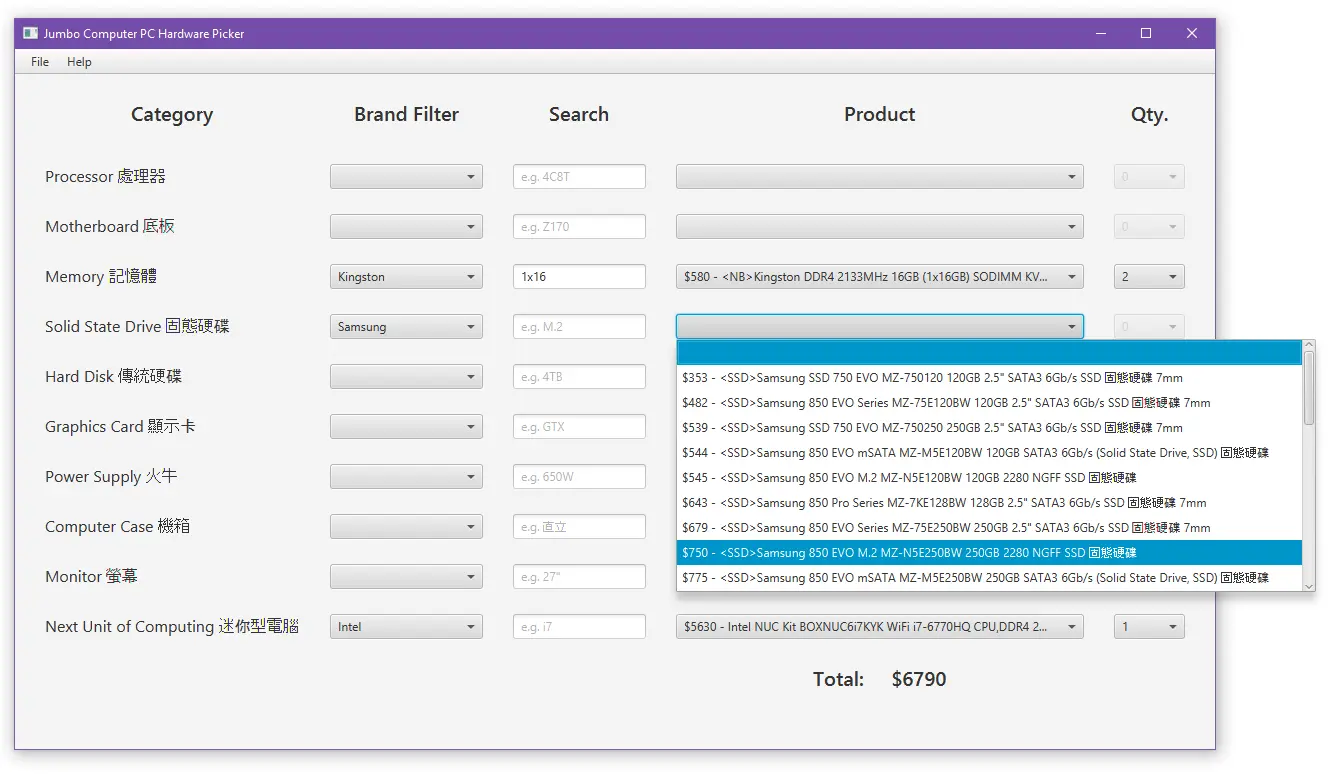 Jumbo Computer PC Hardware Picker
File Help
Category Brand Filter Search Product Qty.
Processor 處理器 e.g. 4C8T 0
Motherboard 底板 e.g. Z170 0
Memory 記憶體 Kingston 1x16 $580 - <NB>Kingston DDR4 2133MHz 16GB (1x16GB) SODIMM KV... 2
Solid State Drive 固態硬碟 Samsung e.g. M.2 0
$353 - <SSD>Samsung SSD 750 EVO MZ-750120 120GB 2.5" SATA3 6Gb/s SSD 固態硬碟 7mm
Hard Disk 傳統硬碟 e.g. 4TB
$482 - <SSD>Samsung 850 EVO Series MZ-75E120BW 120GB 2.5" SATA3 6Gb/s SSD 固態硬碟 7mm
Graphics Card 顯示卡 e.g. GTX
$539 - <SSD>Samsung SSD 750 EVO MZ-750250 250GB 2.5" SATA3 6Gb/s SSD 固態硬碟 7mm
$544 - <SSD>Samsung 850 EVO mSATA MZ-M5E120BW 120GB SATA3 6Gb/s (Solid State Drive, SSD) 固態硬碟
Power Supply 火牛 e.g. 650W
$545 - <SSD>Samsung 850 EVO M.2 MZ-N5E120BW 120GB 2280 NGFF SSD 固態硬碟
$643 - <SSD>Samsung 850 Pro Series MZ-7KE128BW 128GB 2.5" SATA3 6Gb/s SSD 固態硬碟 7mm
Computer Case 機箱 e.g. 直立
$679 - <SSD>Samsung 850 EVO Series MZ-75E250BW 250GB 2.5" SATA3 6Gb/s SSD 固態硬碟 7mm
$750 - <SSD>Samsung 850 EVO M.2 MZ-N5E250BW 250GB 2280 NGFF SSD 固態硬碟
Monitor 螢幕 e.g. 27"
$775 - <SSD>Samsung 850 EVO mSATA MZ-M5E250BW 250GB SATA3 6Gb/s (Solid State Drive, SSD) 固態硬碟
Next Unit of Computing 迷你型電腦 Intel e.g. i7 $5630 - Intel NUC Kit BOXNUC6i7KYK WiFi i7-6770HQ CPU,DDR4 2... 1
Total: $6790